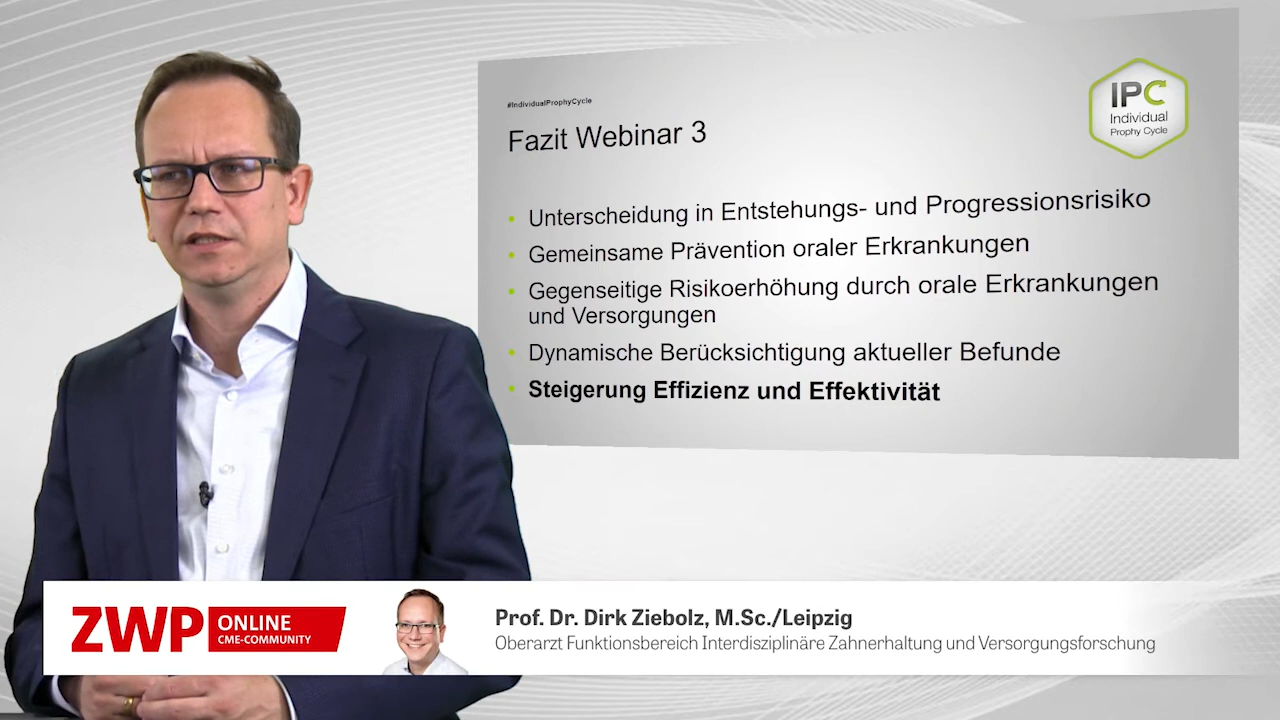 #IndividualProphyCycle
Fazit Webinar 3
IPC
Individual
Prophy Cycle
• Unterscheidung in Entstehungs- und Progressionsrisiko
• Gemeinsame Prävention oraler Erkrankungen
• Gegenseitige Risikoerhöhung durch orale Erkrankungen
und Versorgungen
• Dynamische Berücksichtigung aktueller Befunde
• Steigerung Effizienz und Effektivität
ZWP ONLINE
CME-COMMUNITY
Prof. Dr. Dirk Ziebolz, M.Sc./Leipzig
Oberarzt Funktionsbereich Interdisziplinäre Zahnerhaltung und Versorgungsforschung